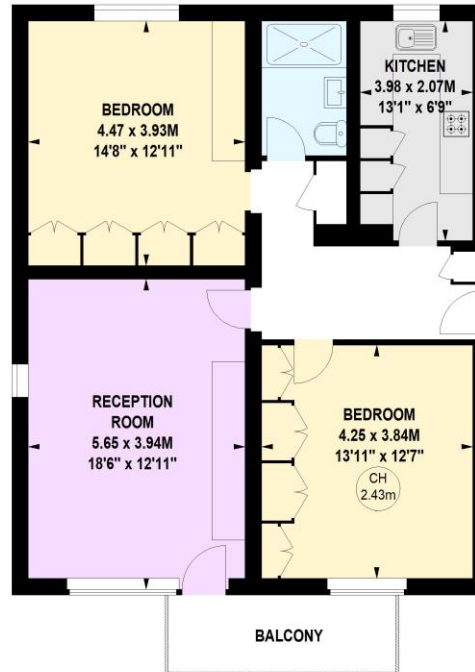 BEDROOM
4.47 x 3.93M
14'8" x 12'11"
KITCHEN
3.98 x 2.07M
13'1" x 6'9"
RECEPTION
ROOM
5.65 x 3.94M
18'6" x 12'11"
BEDROOM
4.25 x 3.84M
13'11" x 12'7"
CH
2.43m
BALCONY